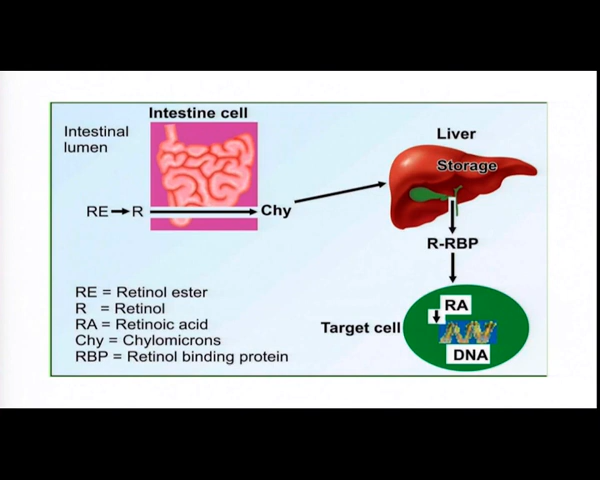 Intestine cell
Intestinal
lumen
RE → R → Chy
Liver
Storage
R-RBP
RA
Target cell
DNA
RE = Retinol ester
R = Retinol
RA = Retinoic acid
Chy = Chylomicrons
RBP = Retinol binding protein